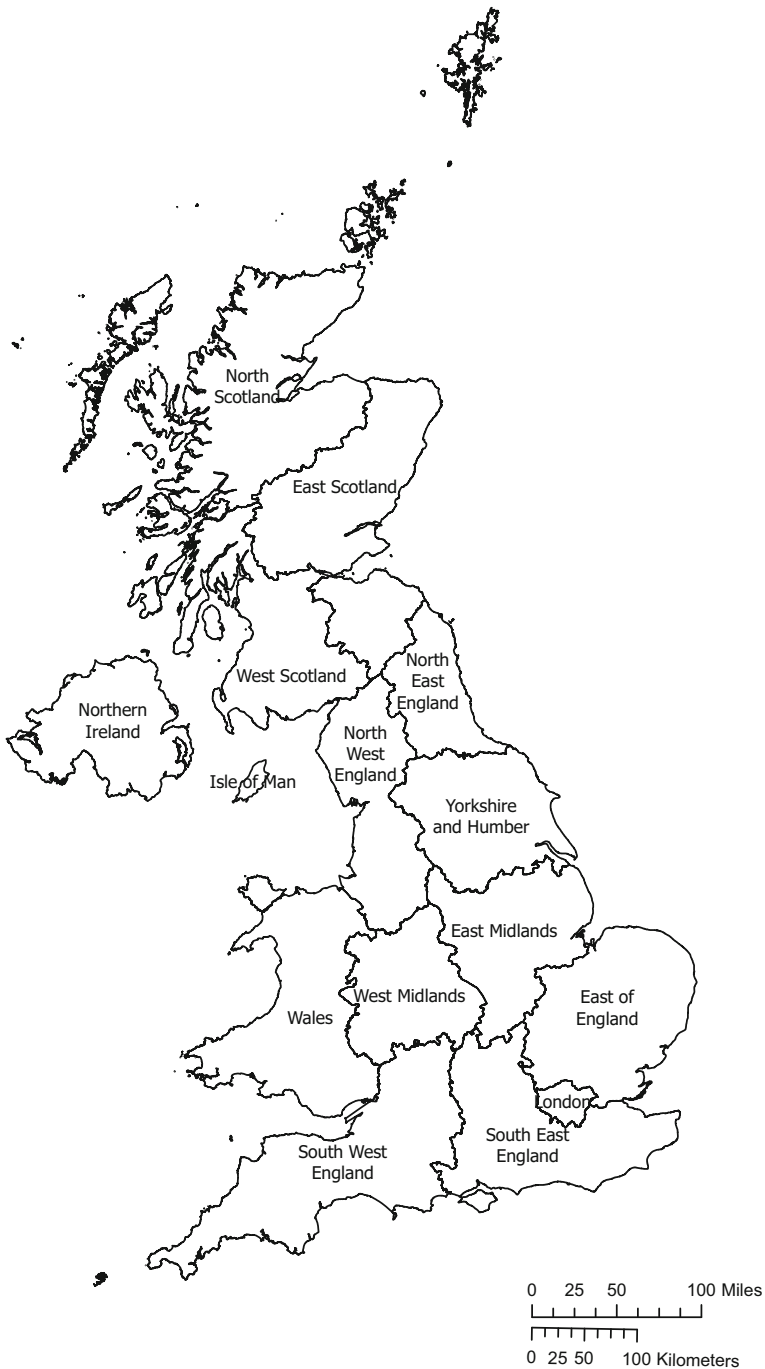 North
Scotland
East Scotland
West Scotland
North
East
England
Northern
Ireland
North
West
England
Isle of Man
Yorkshire
and Humber
East Midlands
West Midlands
East of
England
Wales
London
South East
England
South West
England
0 25 50 100 Miles
0 25 50 100 Kilometers